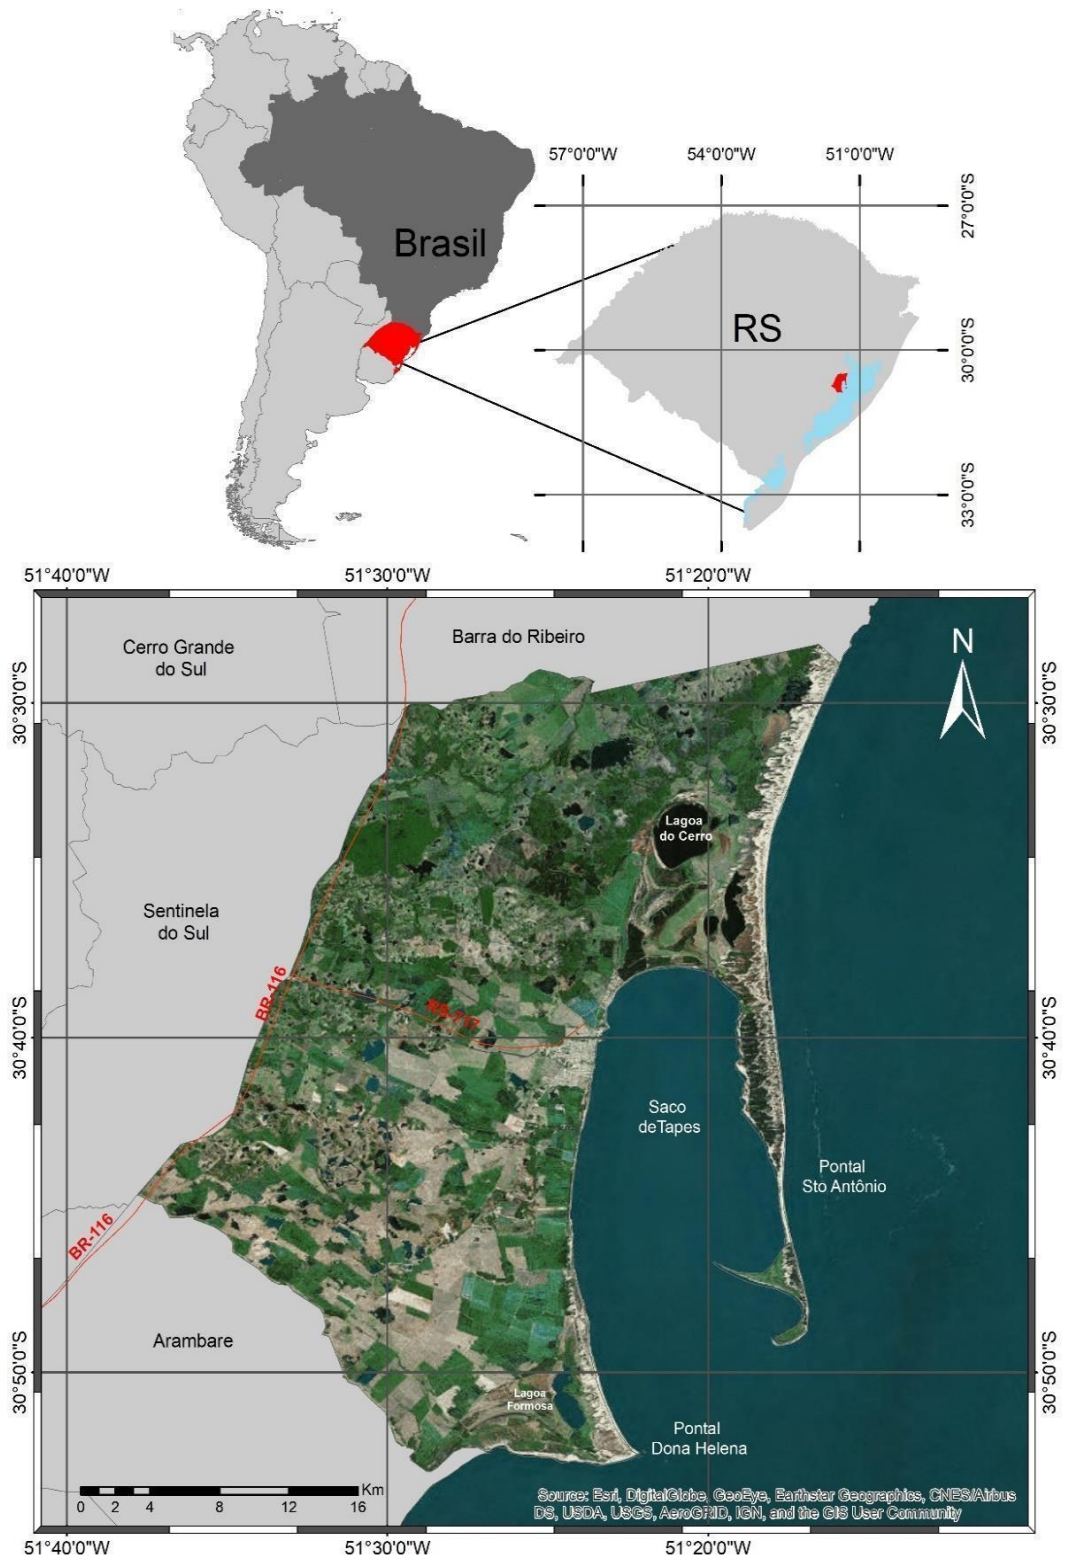 Brasil
57°0'0"W
54°0'0"W
51°0'0"W
27°0'0"S
RS
30°0'0"S
33°0'0"S
51°40'0"W
51°30'0"W
51°20'0"W
Cerro Grande
do Sul
Barra do Ribeiro
N
30°30'0"S
30°30'0"S
Lagoa
do Cerro
Sentinela
do Sul
BR-116
RS-717
30°40'0"S
30°40'0"S
Saco
deTapes
Pontal
Sto Antônio
BR-116
Arambare
30°50'0"S
30°50'0"S
Lagoa
Formosa
Pontal
Dona Helena
Km
0 2 4 8 12 16
Source: Esri, DigitalGlobe, GeoEye, Earthstar Geographics, CNES/Airbus
DS, USDA, USGS, AeroGRID, IGN, and the GIS User Community
51°40'0"W
51°30'0"W
51°20'0"W